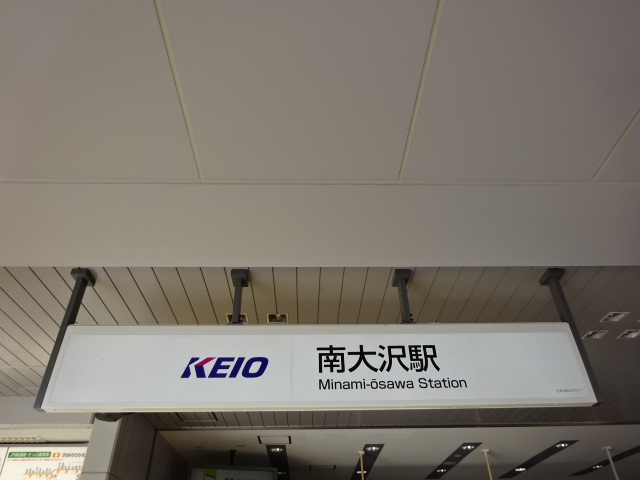 KEIO
南大沢駅
Minami-ōsawa Station